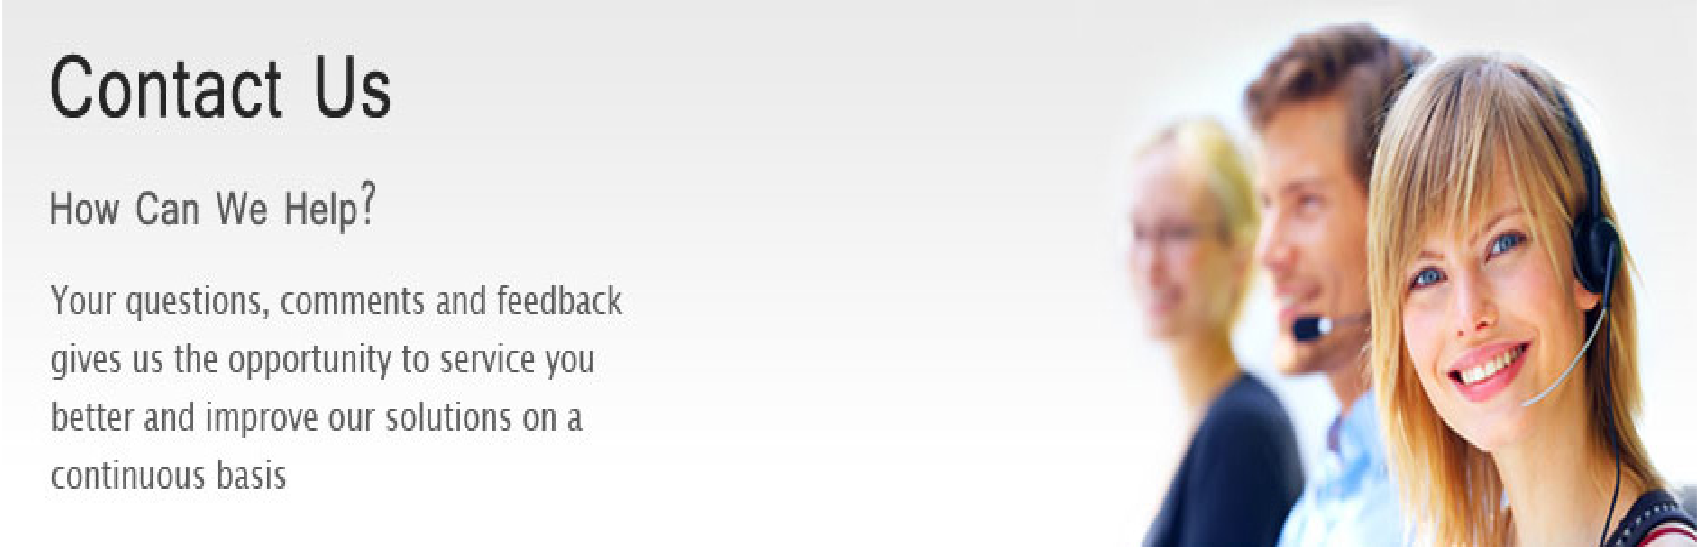 Contact Us
How Can We Help?
Your questions, comments and feedback
gives us the opportunity to service you
better and improve our solutions on a
continuous basis